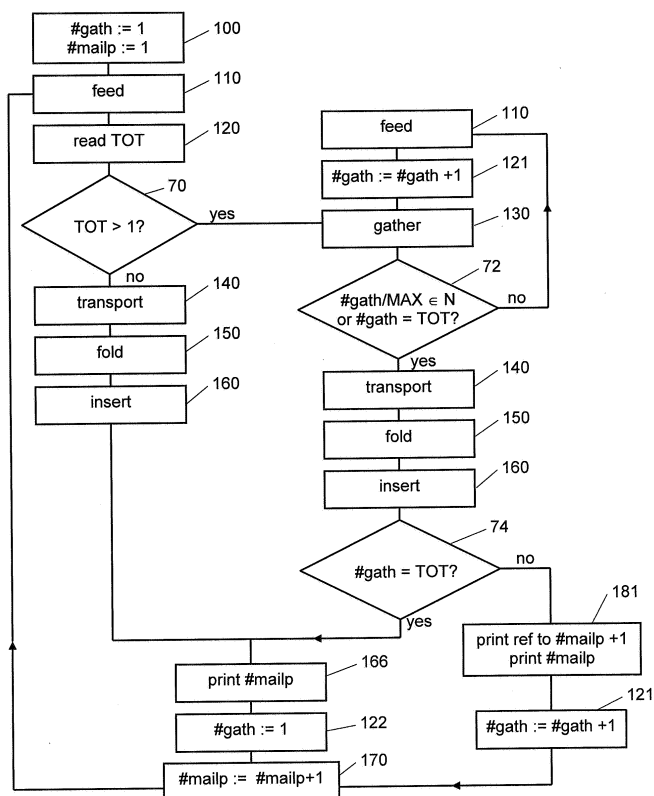 #gath := 1
#mailp := 1
100
feed
110
read TOT
120
70
TOT > 1?
yes
no
transport
140
fold
150
insert
160
feed
110
#gath := #gath +1
121
gather
130
72
#gath/MAX ∈ N
or #gath = TOT?
no
yes
transport
140
fold
150
insert
160
74
#gath = TOT?
no
yes
181
print ref to #mailp +1
print #mailp
121
#gath := #gath +1
print #mailp
166
#gath := 1
122
#mailp := #mailp+1
170